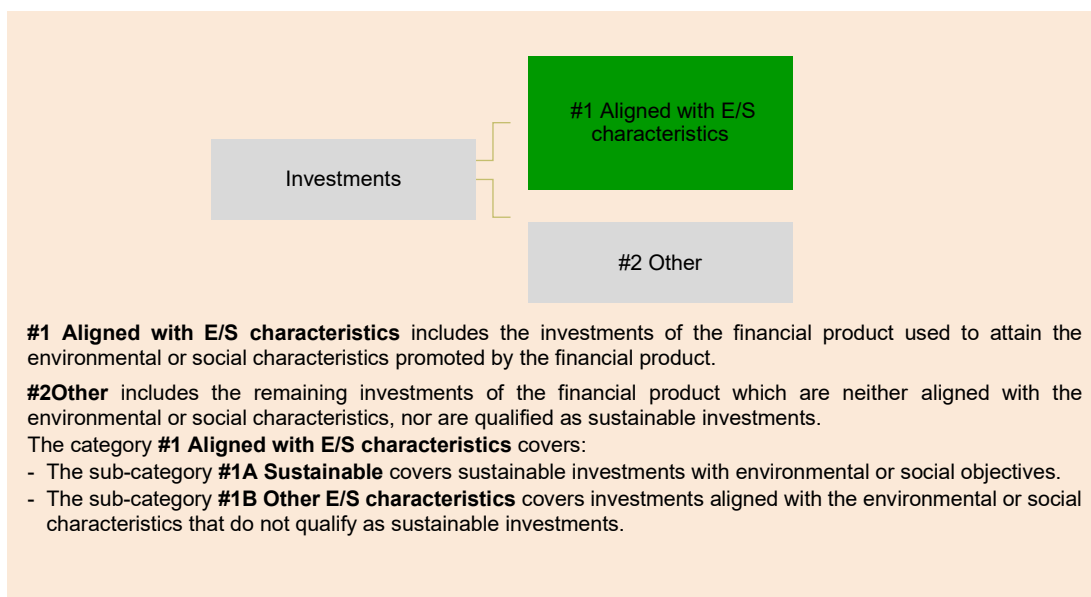 #1 Aligned with E/S
characteristics
Investments
#2 Other
#1 Aligned with E/S characteristics includes the investments of the financial product used to attain the
environmental or social characteristics promoted by the financial product.
#2Other includes the remaining investments of the financial product which are neither aligned with the
environmental or social characteristics, nor are qualified as sustainable investments.
The category #1 Aligned with E/S characteristics covers:
- The sub-category #1A Sustainable covers sustainable investments with environmental or social objectives.
- The sub-category #1B Other E/S characteristics covers investments aligned with the environmental or social
characteristics that do not qualify as sustainable investments.